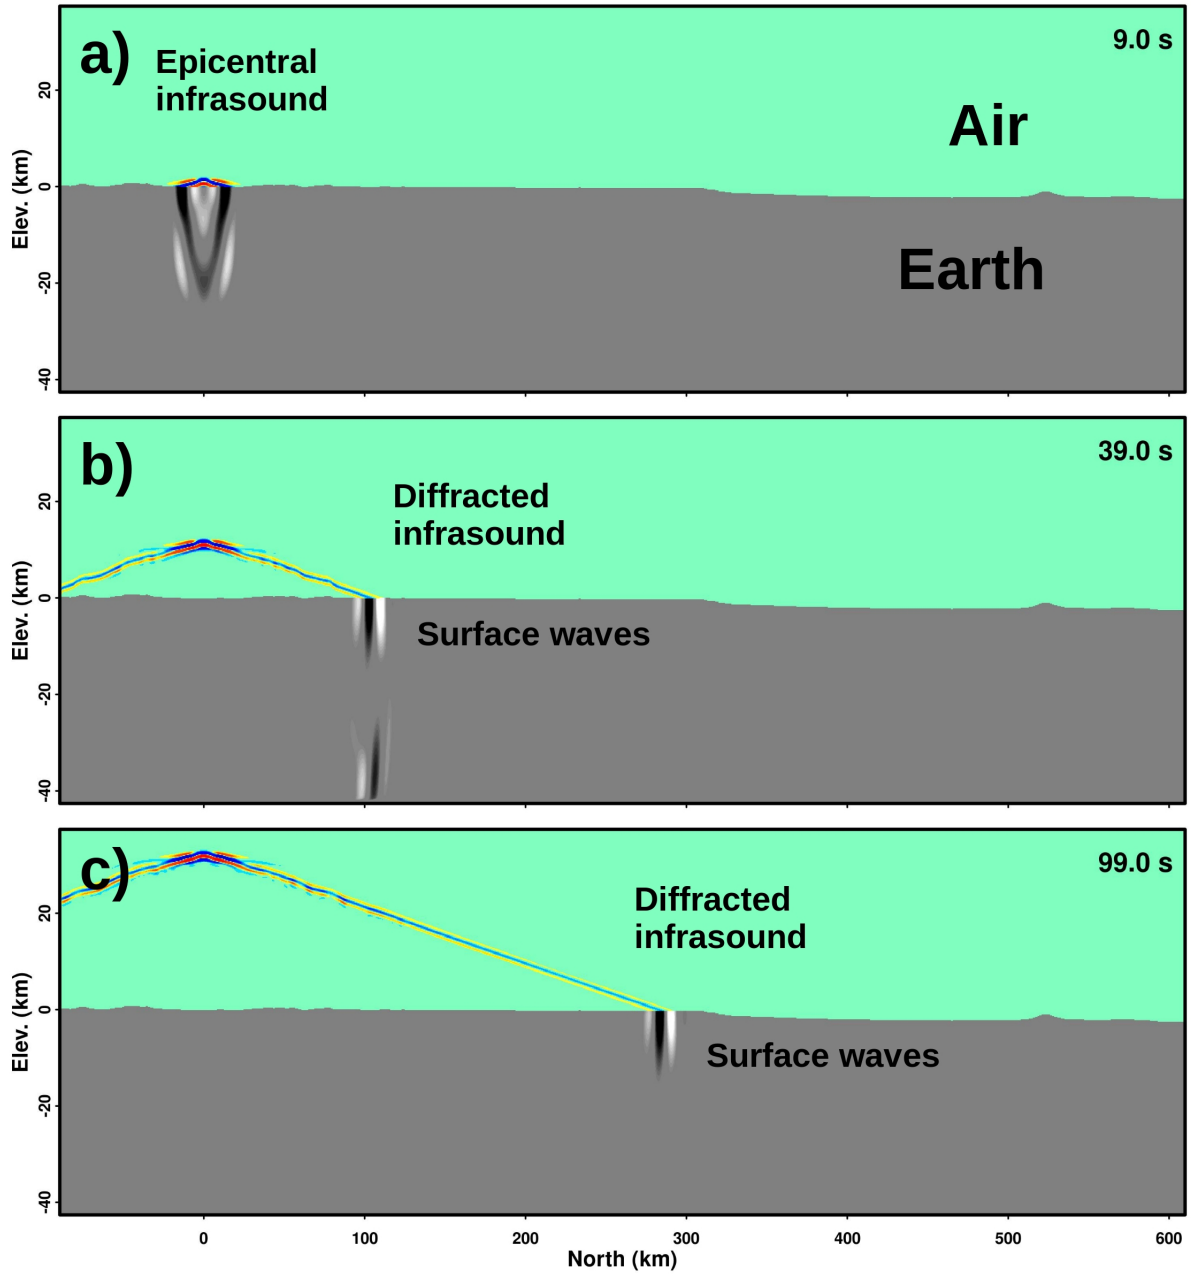 a)
Epicentral
infrasound
9.0 s
Air
Earth
Elev. (km)
20
0
-20
-40
b)
39.0 s
Diffracted
infrasound
Surface waves
Elev. (km)
20
0
-20
-40
c)
99.0 s
Diffracted
infrasound
Surface waves
Elev. (km)
20
0
-20
-40
0 100 200 300 400 500 600
North (km)